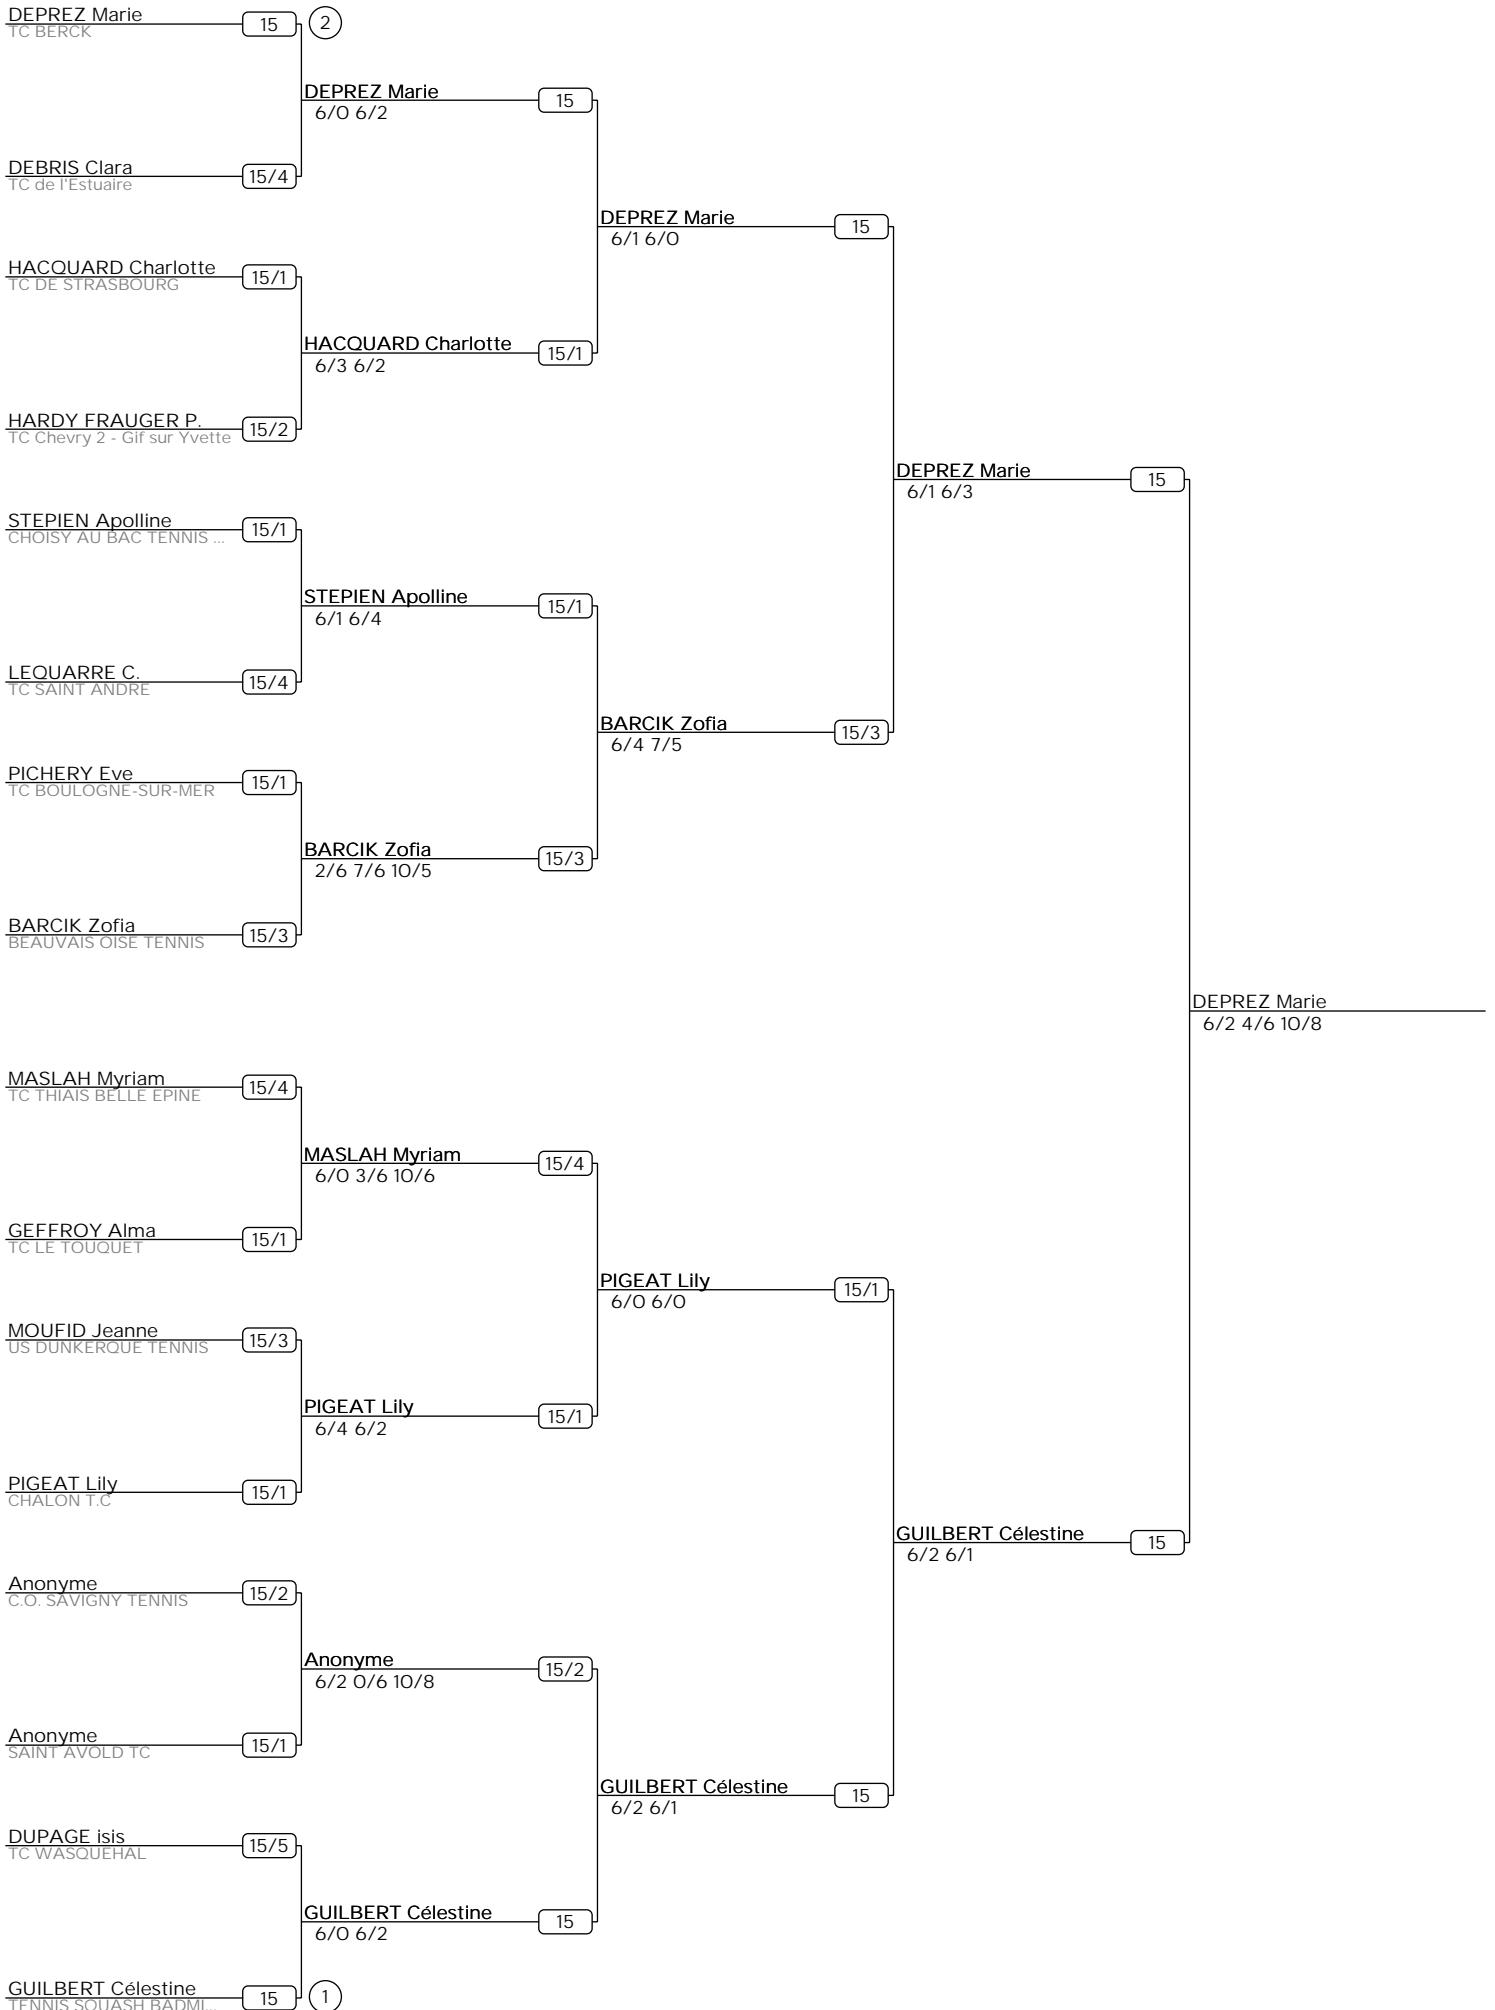 DEPREZ Marie
TC BERCK
15
2
DEPREZ Marie
6/0 6/2
15
DEBRIS Clara
TC de l'Estuaire
15/4
DEPREZ Marie
6/1 6/0
15
HACQUARD Charlotte
TC DE STRASBOURG
15/1
HACQUARD Charlotte
6/3 6/2
15/1
HARDY FRAUGER P.
TC Chevry 2 - Gif sur Yvette
15/2
DEPREZ Marie
6/1 6/3
15
STEPIEN Apolline
CHOISY AU BAC TENNIS ...
15/1
STEPIEN Apolline
6/1 6/4
15/1
LEQUARRE C.
TC SAINT ANDRE
15/4
BARCIK Zofia
6/4 7/5
15/3
PICHERY Eve
TC BOULOGNE-SUR-MER
15/1
BARCIK Zofia
2/6 7/6 10/5
15/3
BARCIK Zofia
BEAUVAIS OISE TENNIS
15/3
DEPREZ Marie
6/2 4/6 10/8
MASLAH Myriam
TC THIAIS BELLE EPINE
15/4
MASLAH Myriam
6/0 3/6 10/6
15/4
GEFFROY Alma
TC LE TOUQUET
15/1
PIGEAT Lily
6/0 6/0
15/1
MOUFID Jeanne
US DUNKERQUE TENNIS
15/3
PIGEAT Lily
6/4 6/2
15/1
PIGEAT Lily
CHALON T.C
15/1
GUILBERT Célestine
6/2 6/1
15
Anonyme
C.O. SAVIGNY TENNIS
15/2
Anonyme
6/2 0/6 10/8
15/2
Anonyme
SAINT AVOLD TC
15/1
GUILBERT Célestine
6/2 6/1
15
DUPAGE isis
TC WASQUEHAL
15/5
GUILBERT Célestine
6/0 6/2
15
GUILBERT Célestine
TENNIS SQUASH BADMI...
15
1